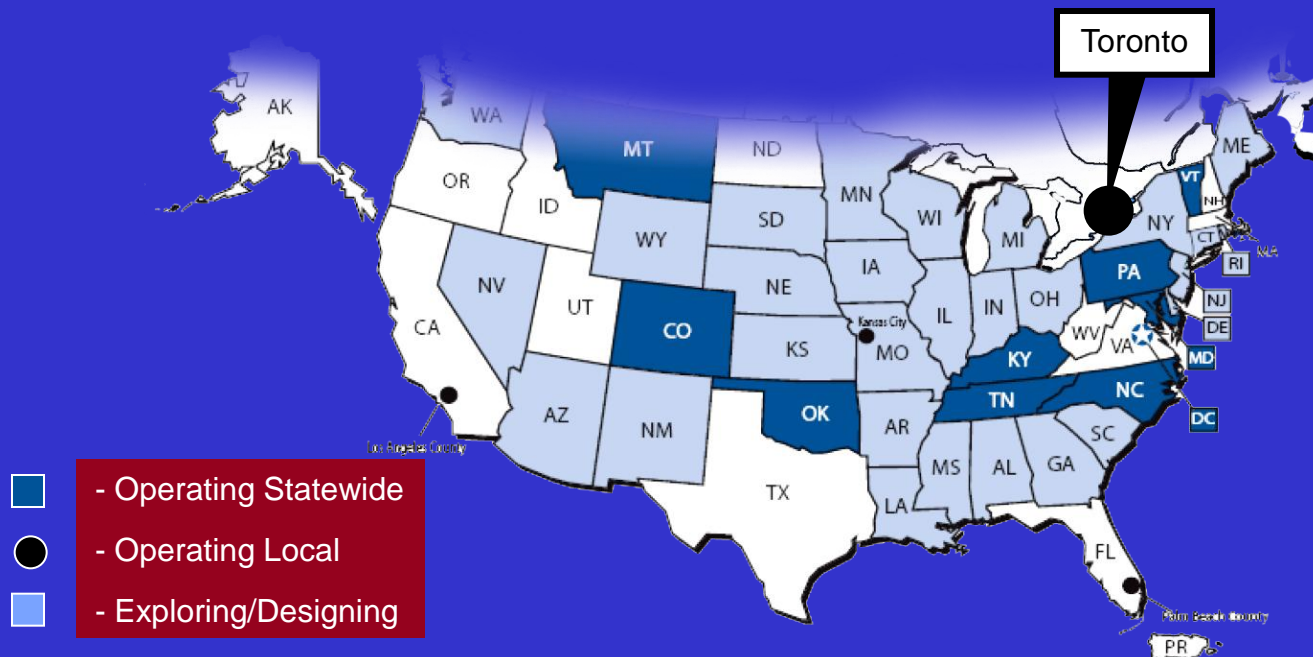 Toronto
AK
WA
MT
ND
ME
VT
OR
MN
NH
ID
SD
WI
NY
WY
MI
CT
MA
RI
IA
PA
NE
NV
OH
NJ
IL
IN
UT
Kansas City
DE
CA
CO
WV
VA
KS
MO
MD
KY
NC
TN
AZ
OK
DC
NM
AR
SC
Los Angeles County
MS
AL
GA
TX
LA
FL
Palm Beach County
PR
- Operating Statewide
- Operating Local
- Exploring/Designing